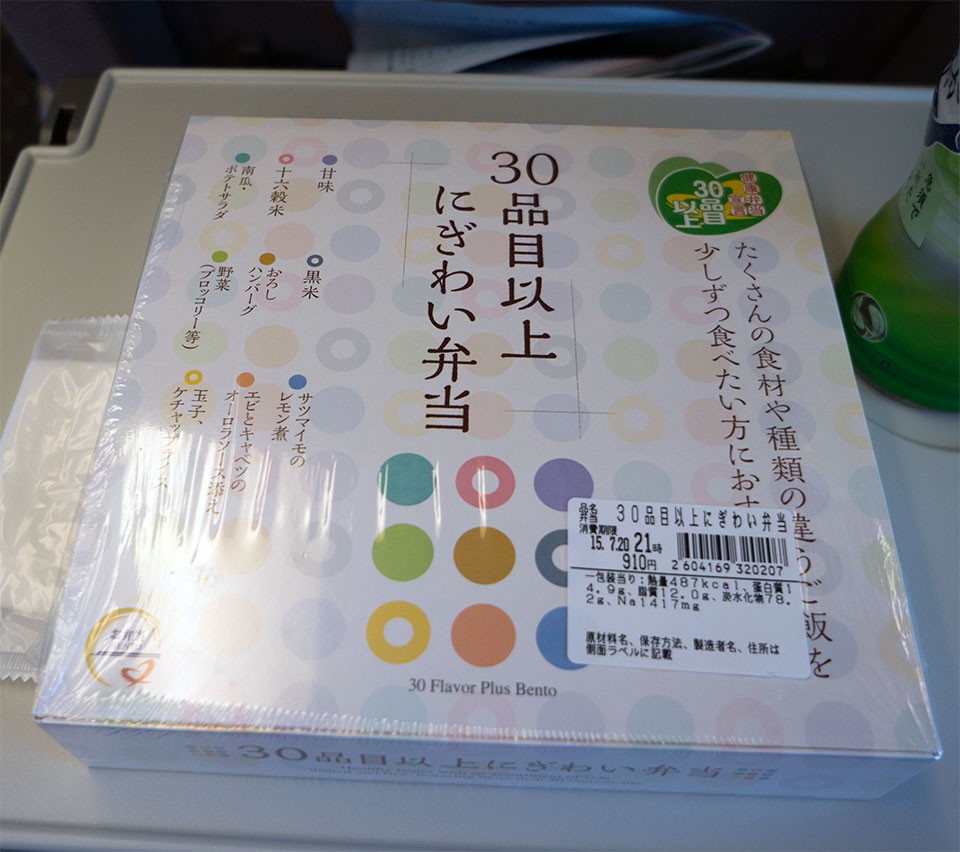 30品目以上
にぎわい弁当
健康弁当
宣言
30
品目
以上
たくさんの食材や種類の違うご飯を
少しずつ食べたい方におす
甘味
十六穀米
南瓜・
ポテトサラダ
黒米
おろし
ハンバーグ
野菜
(ブロッコリー等)
サツマイモの
レモン煮
エビとキャベツの
オーロラソース添え
玉子、
ケチャップライス
品名
弁当
30品目以上にぎわい弁当
消費期限
15.7.20 21時
910円
2604169320207
一包装当り:熱量487kcal、蛋白質1
4.9g、脂質12.0g、炭水化物78.
2g、Na1417mg
原材料名、保存方法、製造者名、住所は
側面ラベルに記載
30 Flavor Plus Bento
30品目以上にぎわい弁当